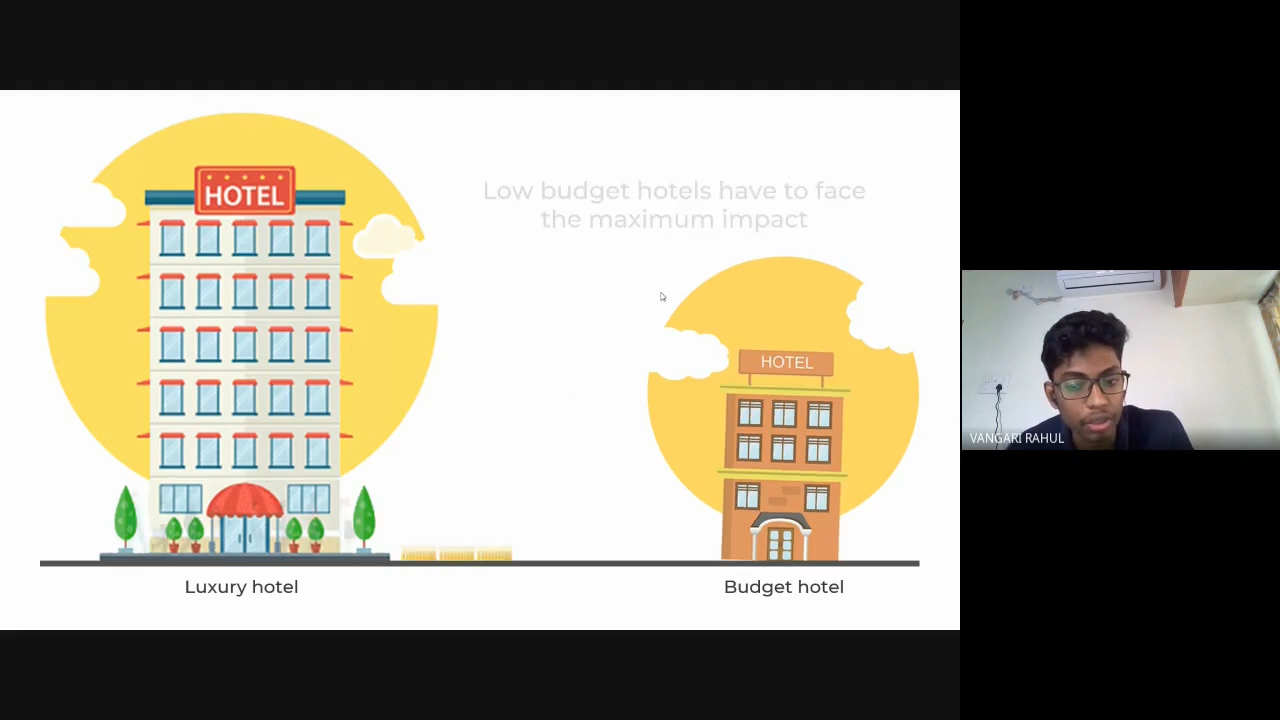 HOTEL
Low budget hotels have to face
the maximum impact
HOTEL
VANGARI RAHUL
Luxury hotel
Budget hotel